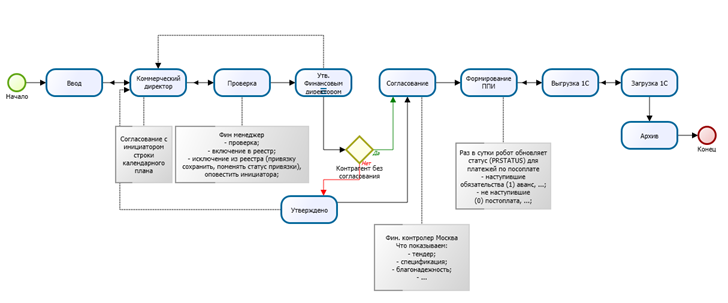 Начало
Ввод
Коммерческий
директор
Проверка
Утв.
Финансовым
директором
Согласование
Формирование
ППИ
Выгрузка 1С
Загрузка 1С
Архив
Конец
Согласование с
инициатором
строки
календарного
плана
Фин менеджер
- проверка;
- включение в реестр;
- исключение из реестра (привязку
сохранить, поменять статус привязки),
оповестить инициатора;
Нет
Да
Контрагент без
согласования
Утверждено
Раз в сутки робот обновляет
статус (PRSTATUS) для
платежей по посоплате
- наступившие
обязательства (1) аванс, ...;
- не наступившие
(0) постоплата, ...;
Фин. контролер Москва
Что показываем:
- тендер;
- спецификация;
- благонадежность;
- ...